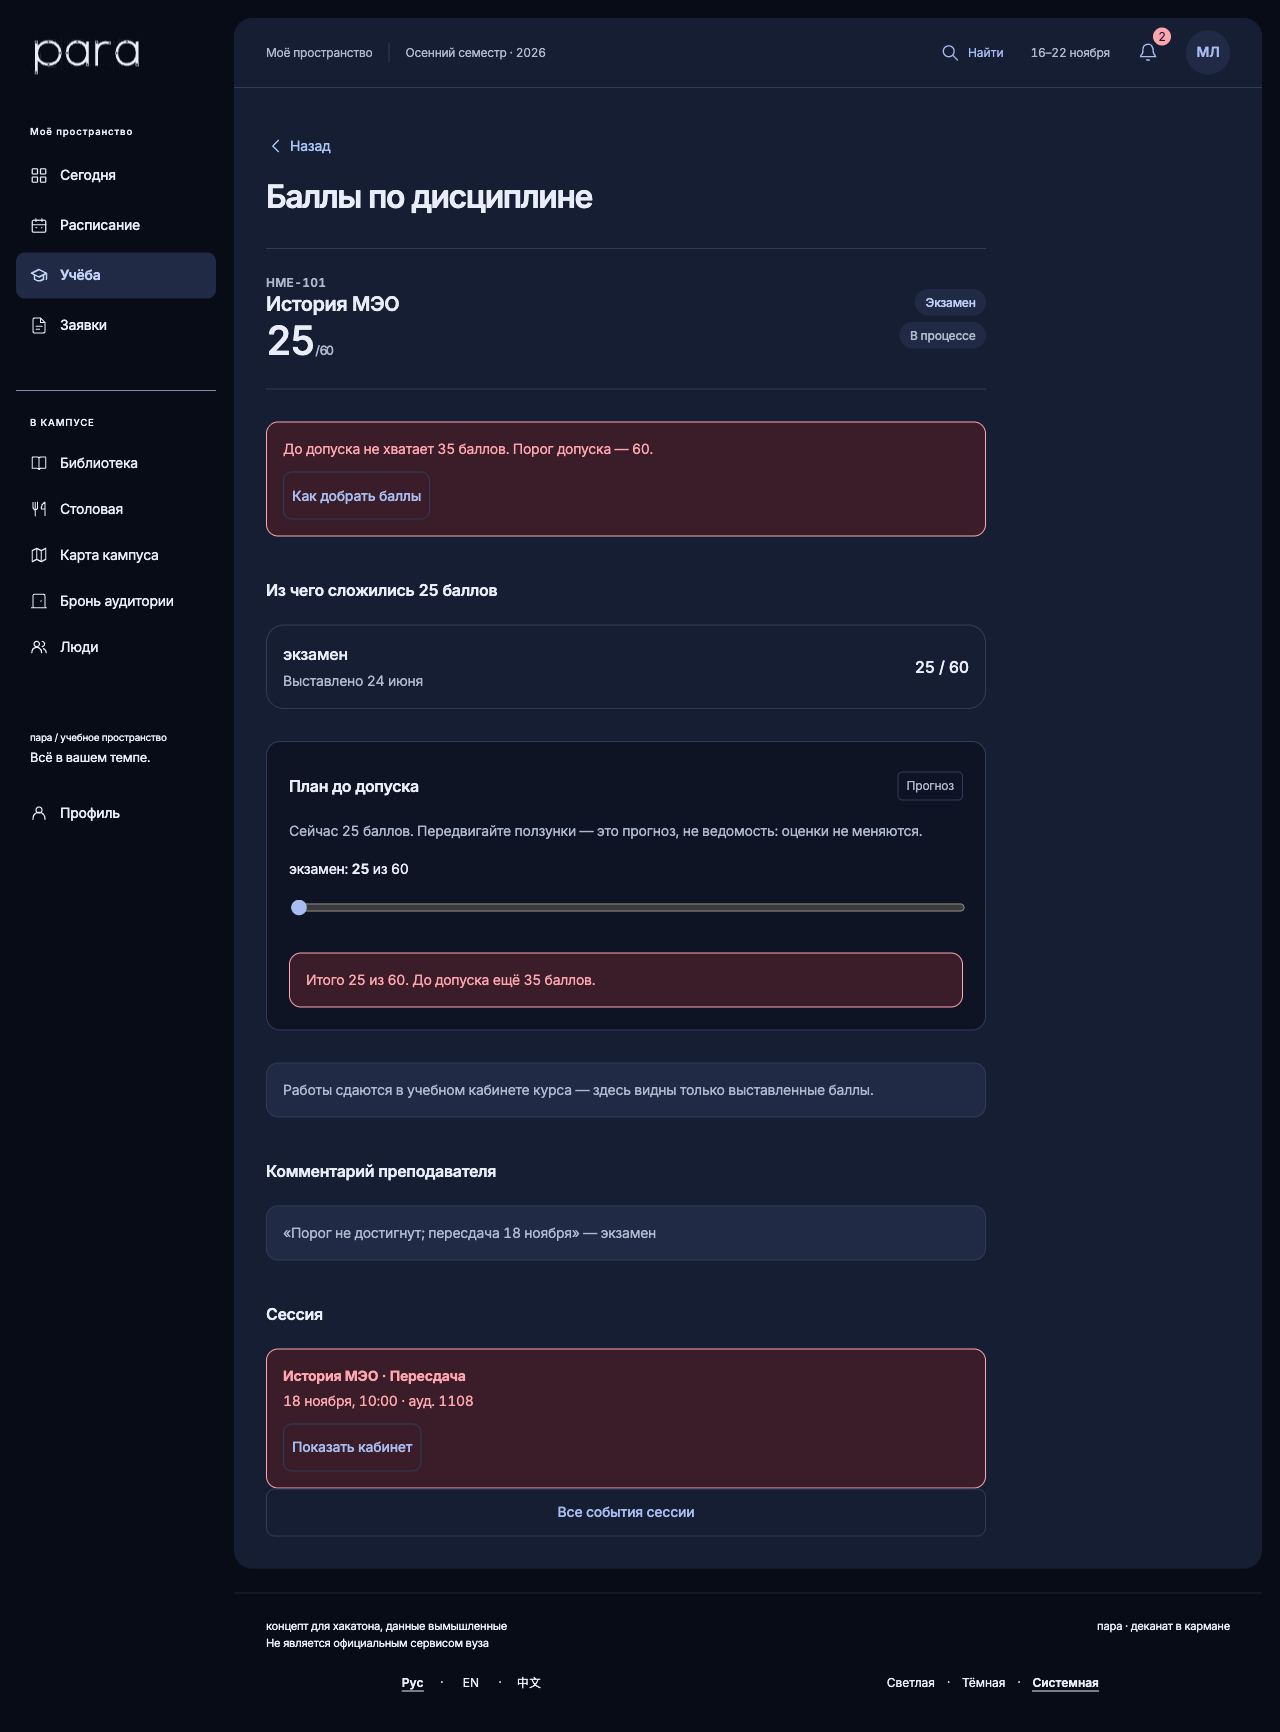 para
Моё пространство
Сегодня
Расписание
Учёба
Заявки
В КАМПУСЕ
Библиотека
Столовая
Карта кампуса
Бронь аудитории
Люди
пара / учебное пространство
Всё в вашем темпе.
Профиль
Моё пространство
Осенний семестр · 2026
Найти
16–22 ноября
2
МЛ
Назад
Баллы по дисциплине
НМЕ-101
История МЭО
25/60
Экзамен
В процессе
До допуска не хватает 35 баллов. Порог допуска — 60.
Как добрать баллы
Из чего сложились 25 баллов
экзамен
Выставлено 24 июня
25 / 60
План до допуска
Прогноз
Сейчас 25 баллов. Передвигайте ползунки — это прогноз, не ведомость: оценки не меняются.
экзамен: 25 из 60
Итого 25 из 60. До допуска ещё 35 баллов.
Работы сдаются в учебном кабинете курса — здесь видны только выставленные баллы.
Комментарий преподавателя
«Порог не достигнут; пересдача 18 ноября» — экзамен
Сессия
История МЭО · Пересдача
18 ноября, 10:00 · ауд. 1108
Показать кабинет
Все события сессии
концепт для хакатона, данные вымышленные
Не является официальным сервисом вуза
пара · деканат в кармане
Рус · EN · 中文
Светлая · Тёмная · Системная